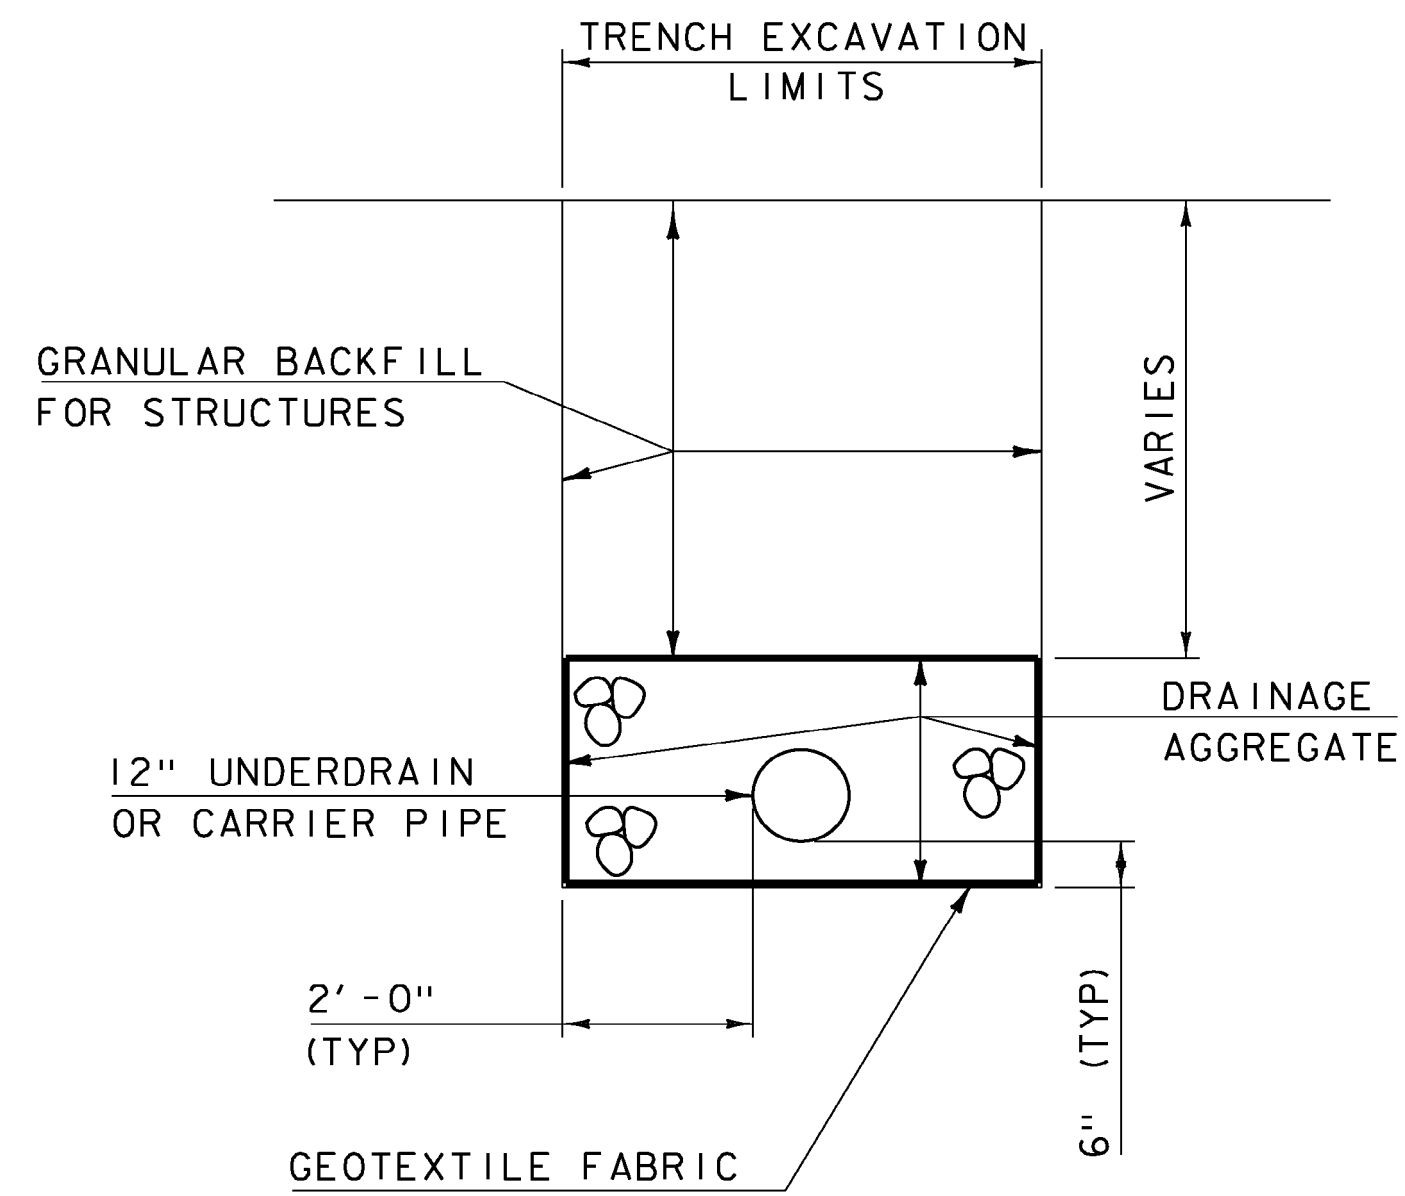 TRENCH EXCAVATION
LIMITS
GRANULAR BACKFILL
FOR STRUCTURES
VARIES
DRAINAGE
AGGREGATE
12" UNDERDRAIN
OR CARRIER PIPE
2'-0"
(TYP)
6" (TYP)
GEOTEXTILE FABRIC